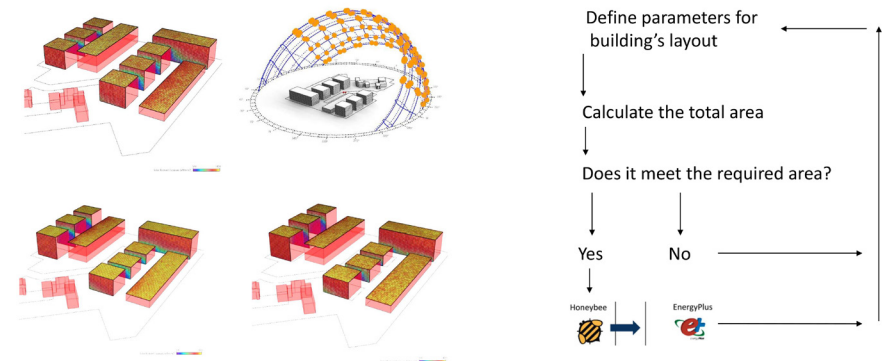 Define parameters for
building's layout
Calculate the total area
Does it meet the required area?
Yes
No
Honeybee
EnergyPlus